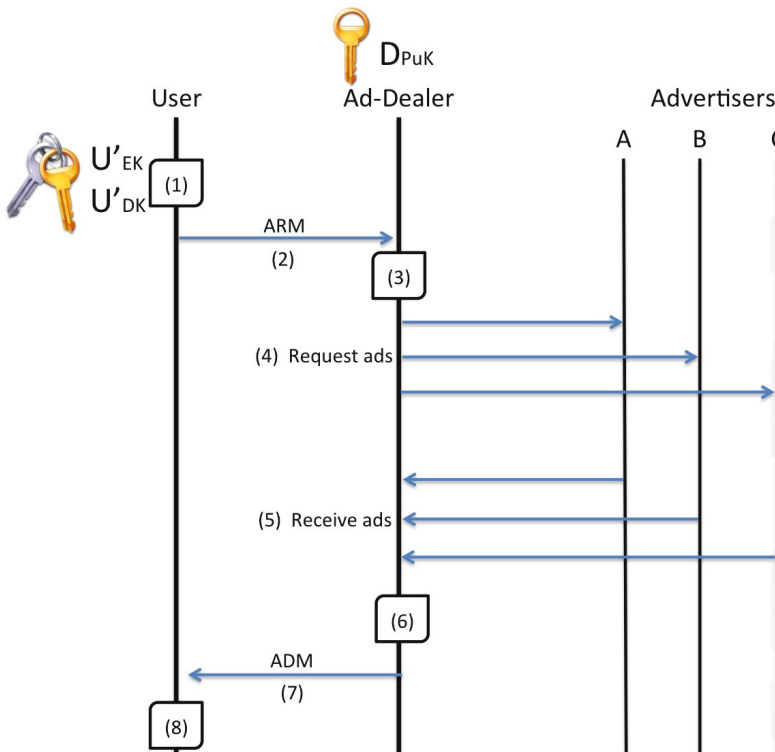 DPuK
User Ad-Dealer Advertisers
A B C
U'EK
(1)
U'DK
ARM
(2)
(3)
(4) Request ads
(5) Receive ads
(6)
ADM
(7)
(8)